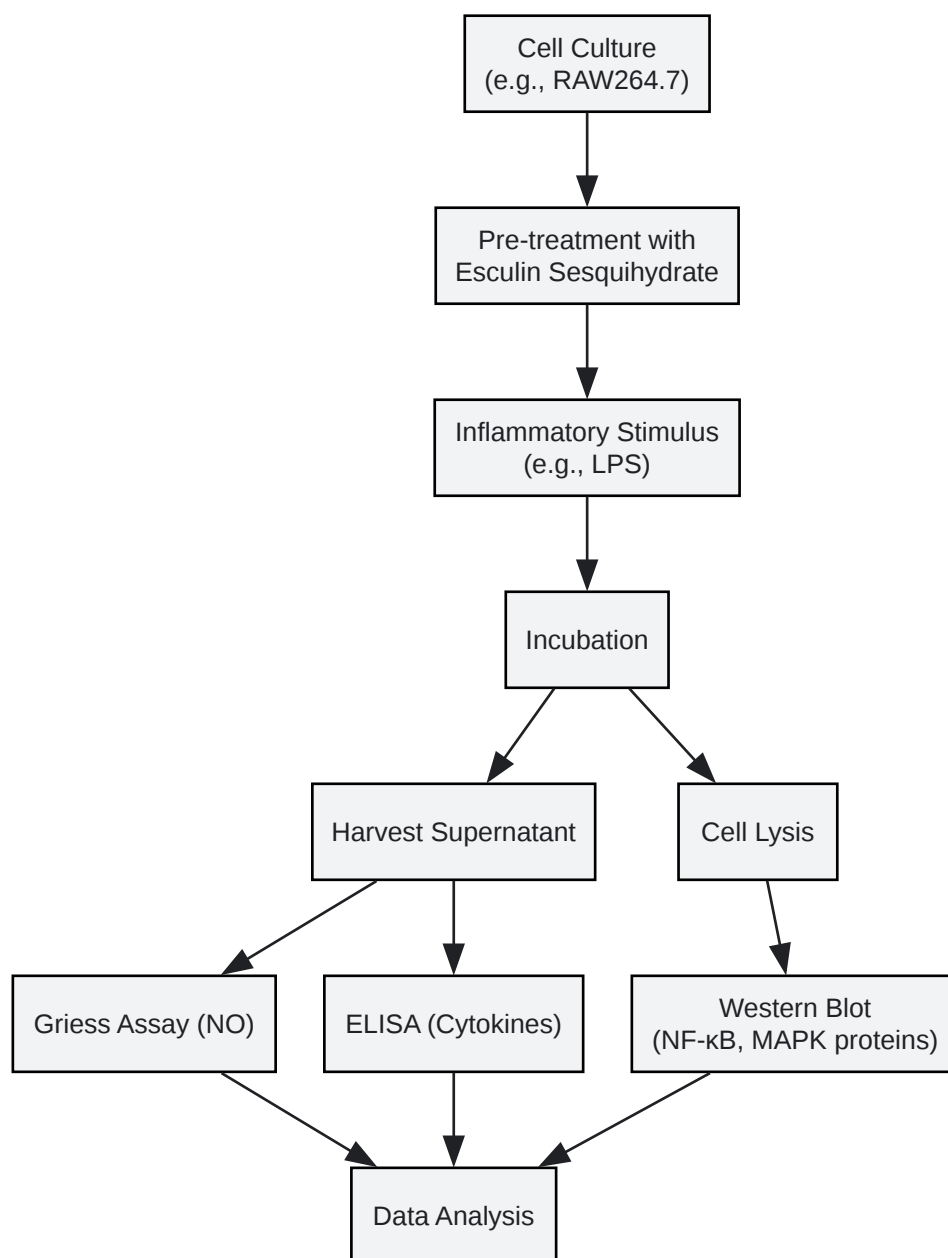 Cell Culture
(e.g., RAW264.7)
Pre-treatment with
Esculin Sesquihydrate
Inflammatory Stimulus
(e.g., LPS)
Incubation
Harvest Supernatant
Cell Lysis
Griess Assay (NO)
ELISA (Cytokines)
Western Blot
(NF-κB, MAPK proteins)
Data Analysis